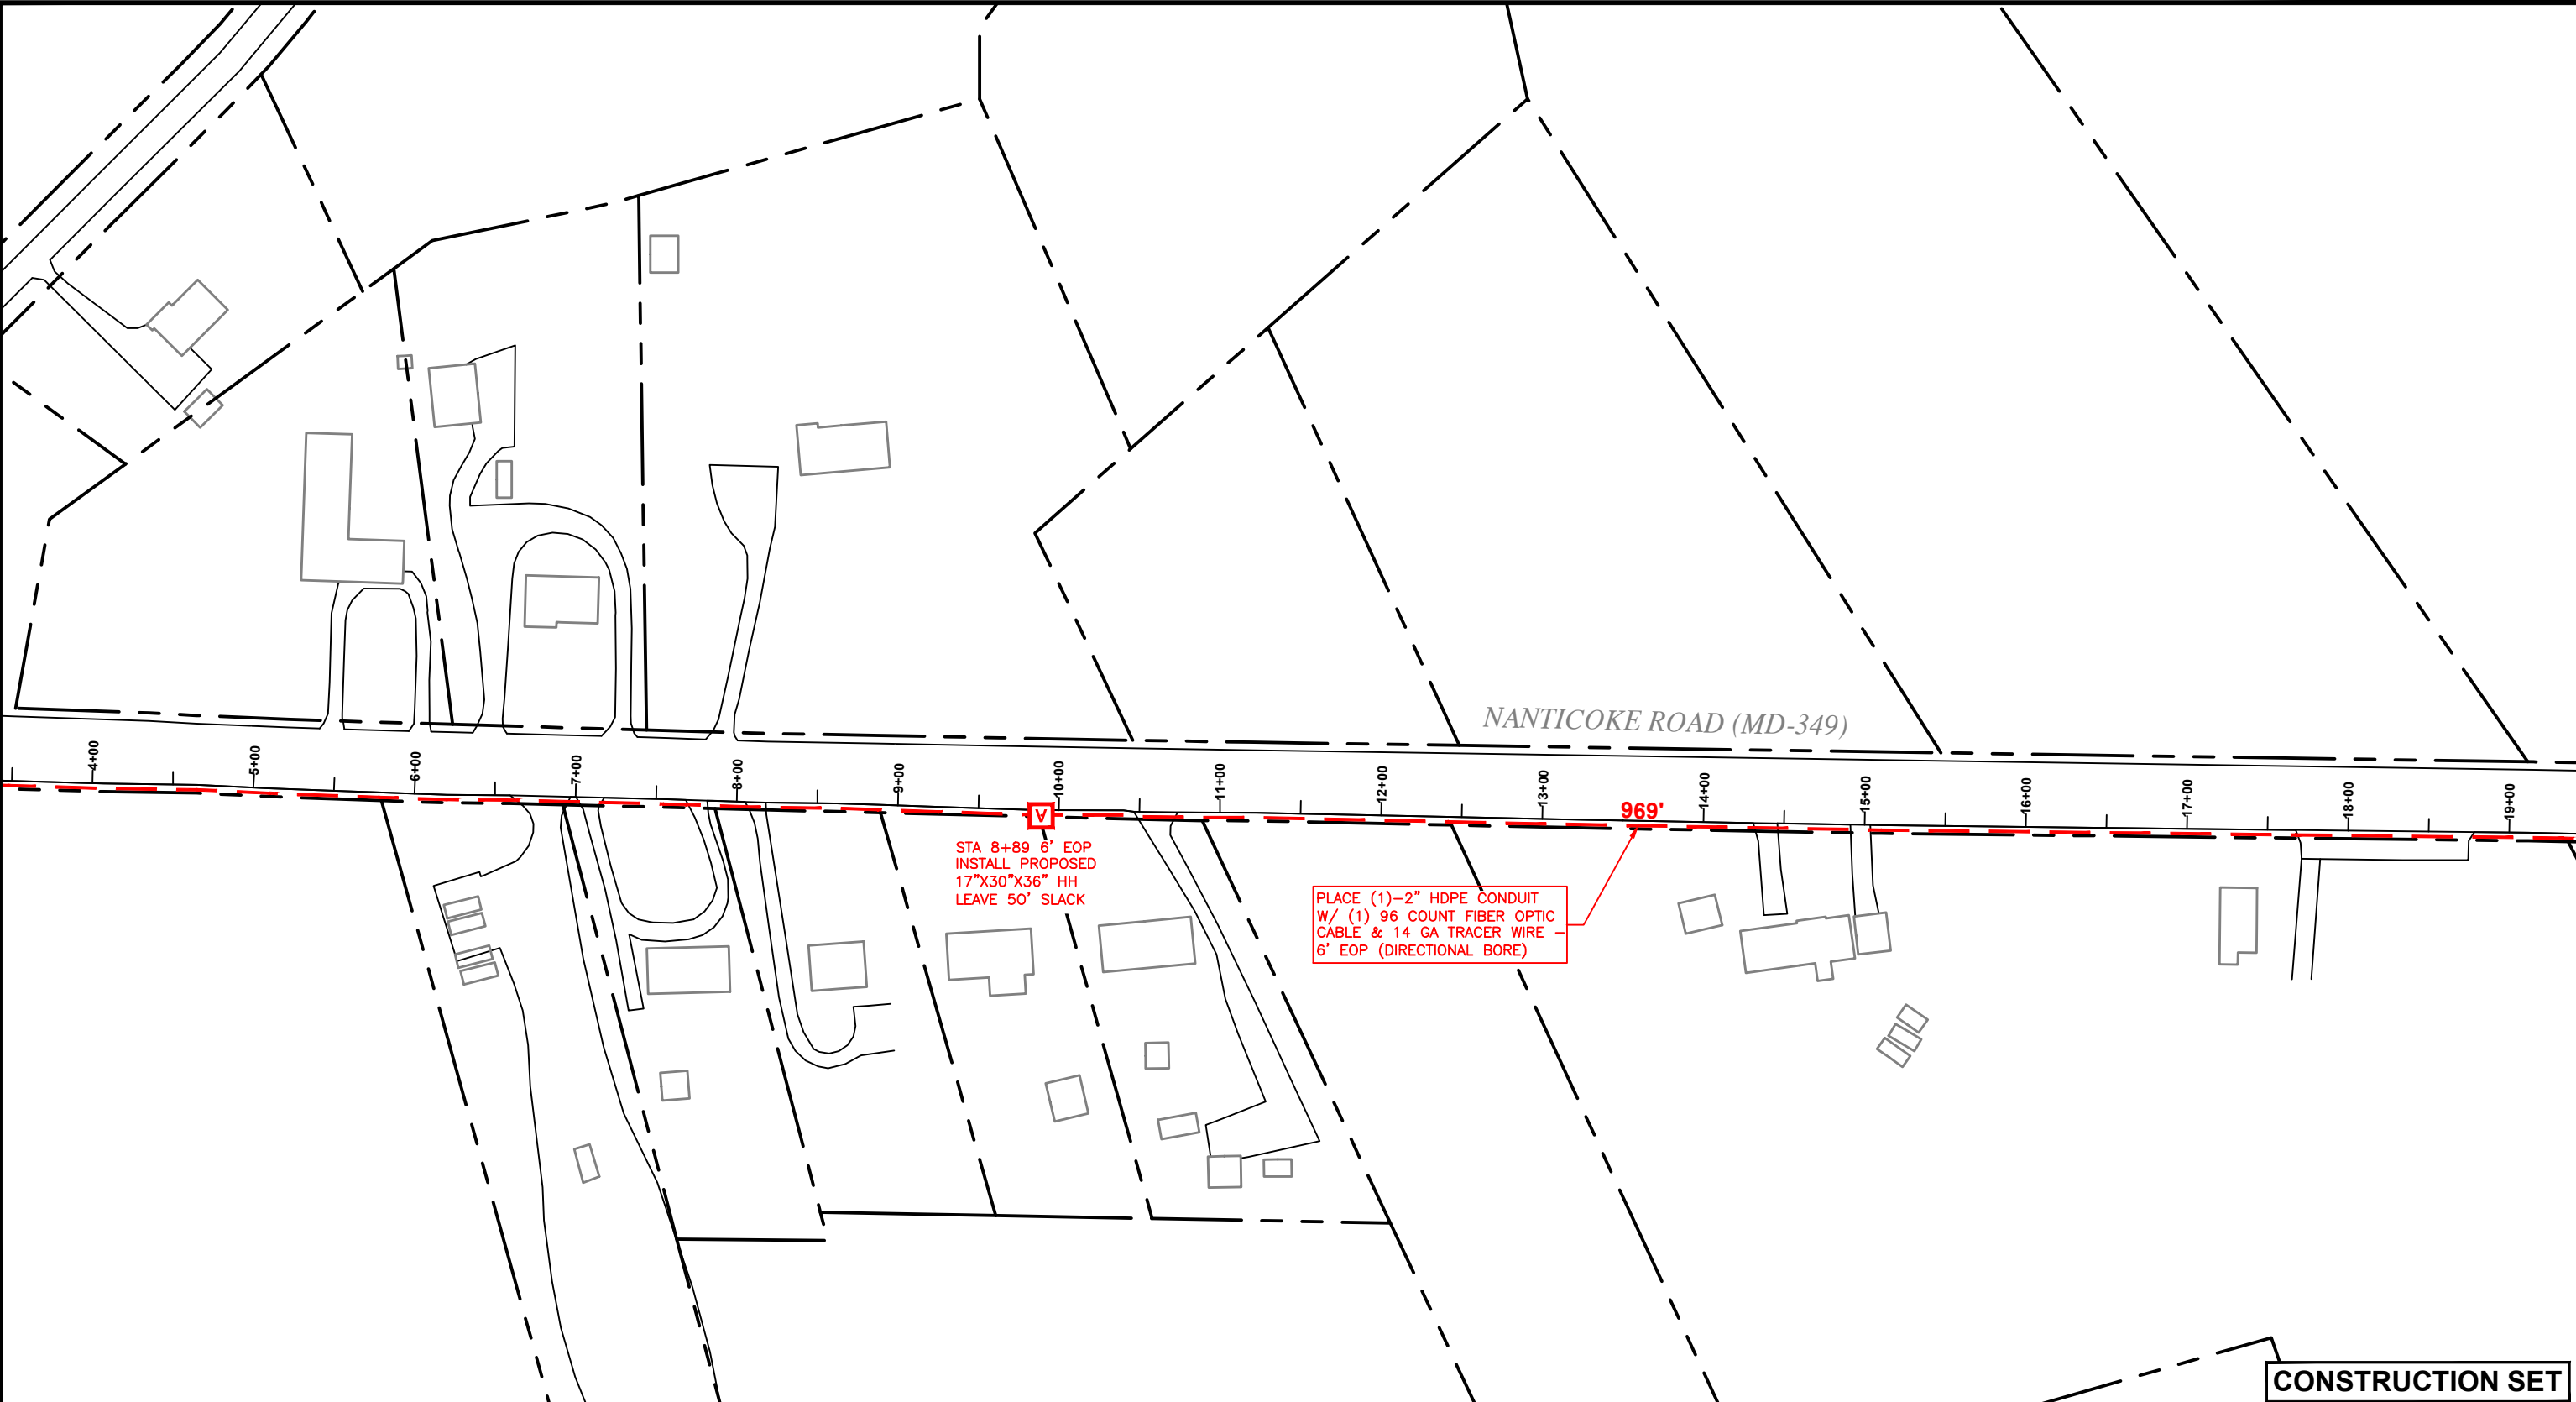 NANTICOKE ROAD (MD-349)
4+00
5+00
6+00
7+00
8+00
9+00
10+00
11+00
12+00
13+00
14+00
15+00
16+00
17+00
18+00
19+00
V
969'
STA 8+89 6' EOP
INSTALL PROPOSED
17"X30"X36" HH
LEAVE 50' SLACK
PLACE (1)-2" HDPE CONDUIT
W/ (1) 96 COUNT FIBER OPTIC
CABLE & 14 GA TRACER WIRE -
6' EOP (DIRECTIONAL BORE)
CONSTRUCTION SET